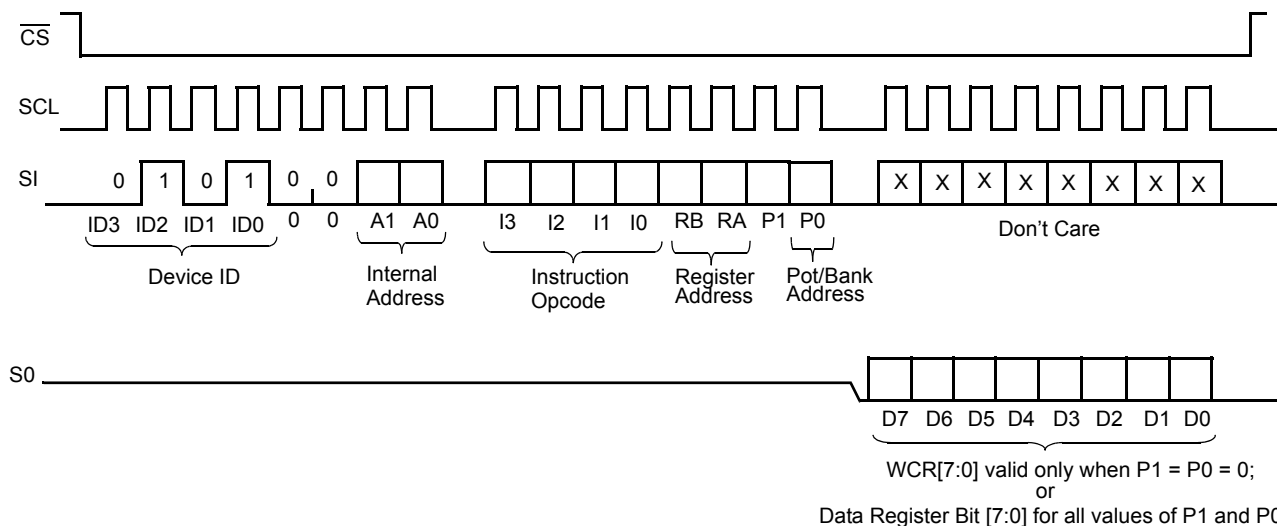 CS
SCL
SI 0 1 0 1 0 0 X X X X X X X X
ID3 ID2 ID1 ID0 0 0 A1 A0 I3 I2 I1 I0 RB RA P1 P0 Don't Care
Device ID Internal Address Instruction Opcode Register Address Pot/Bank Address
S0
D7 D6 D5 D4 D3 D2 D1 D0
WCR[7:0] valid only when P1 = P0 = 0;
or
Data Register Bit [7:0] for all values of P1 and P0